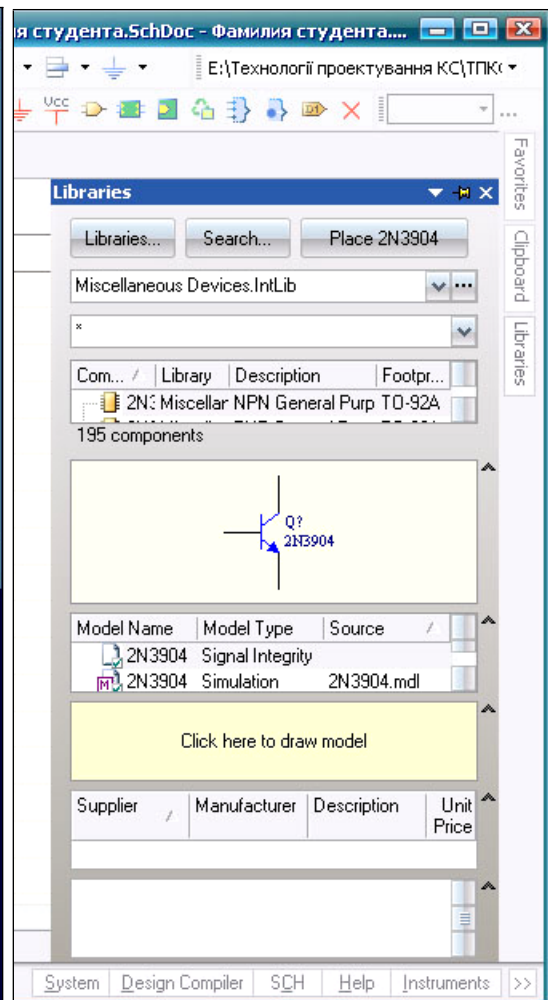 ия студента.SchDoc - Фамилия студента....
E:\Технології проектування КС\ТПК
Vcc
...
Favorites
Clipboard
Libraries
Libraries
Libraries... Search... Place 2N3904
Miscellaneous Devices.IntLib ...
*
Com... Library Description Footpr...
2N3 Miscellar NPN General Purp TO-92A
195 components
Q?
2N3904
Model Name Model Type Source
2N3904 Signal Integrity
M 2N3904 Simulation 2N3904.mdl
Click here to draw model
Supplier Manufacturer Description Unit Price
System Design Compiler SCH Help Instruments >>